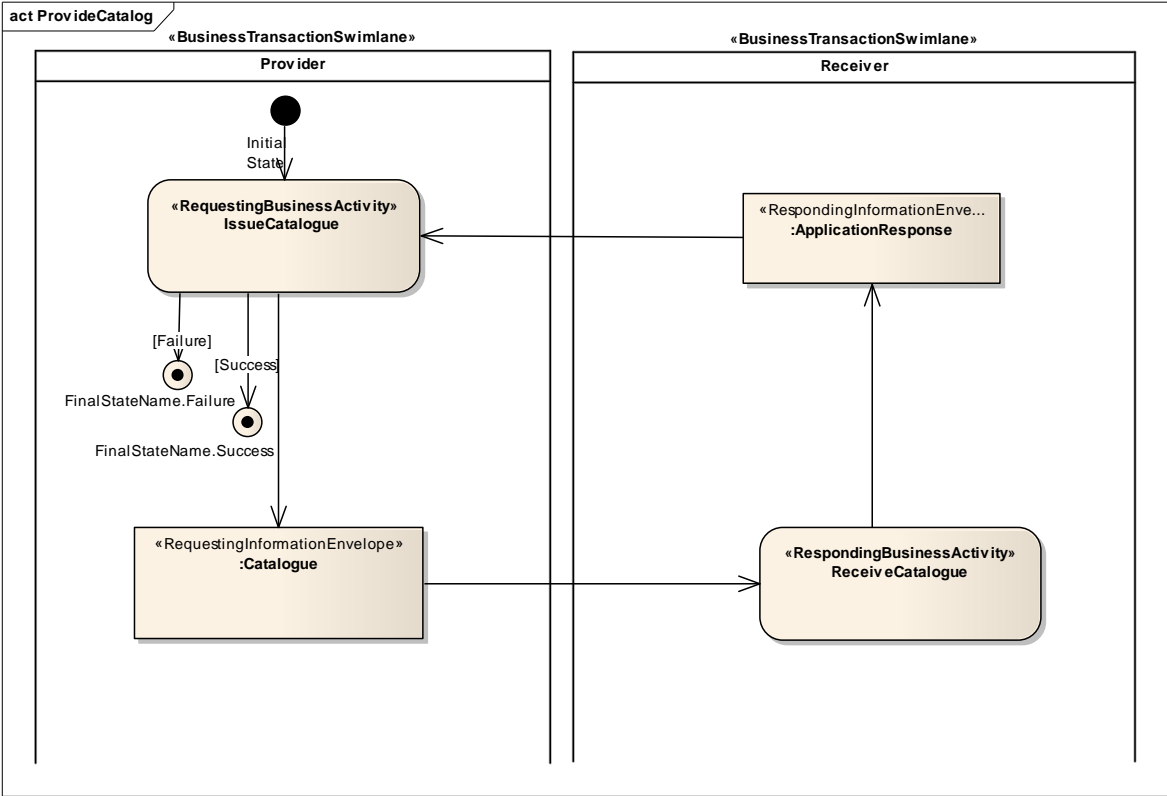 act ProvideCatalog
«BusinessTransactionSwimlane»
Provider
«BusinessTransactionSwimlane»
Receiver
Initial
State
«RequestingBusinessActivity»
IssueCatalogue
«RespondingInformationEnve...
:ApplicationResponse
[Failure]
[Success]
FinalStateName.Failure
FinalStateName.Success
«RequestingInformationEnvelope»
:Catalogue
«RespondingBusinessActivity»
ReceiveCatalogue